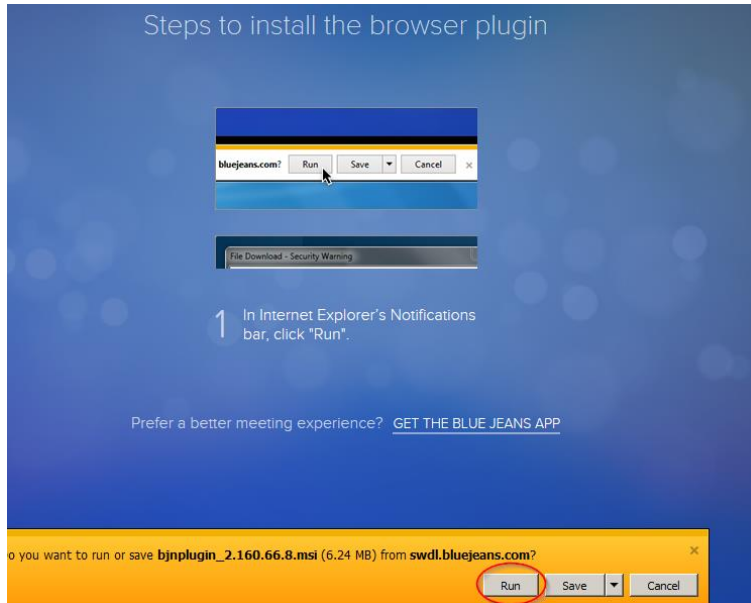 Steps to install the browser plugin
bluejeans.com? Run Save Cancel
File Download - Security Warning
1 In Internet Explorer's Notifications
bar, click "Run".
Prefer a better meeting experience? GET THE BLUE JEANS APP
o you want to run or save bjnplugin_2.160.66.8.msi (6.24 MB) from swdl.bluejeans.com?
Run Save Cancel